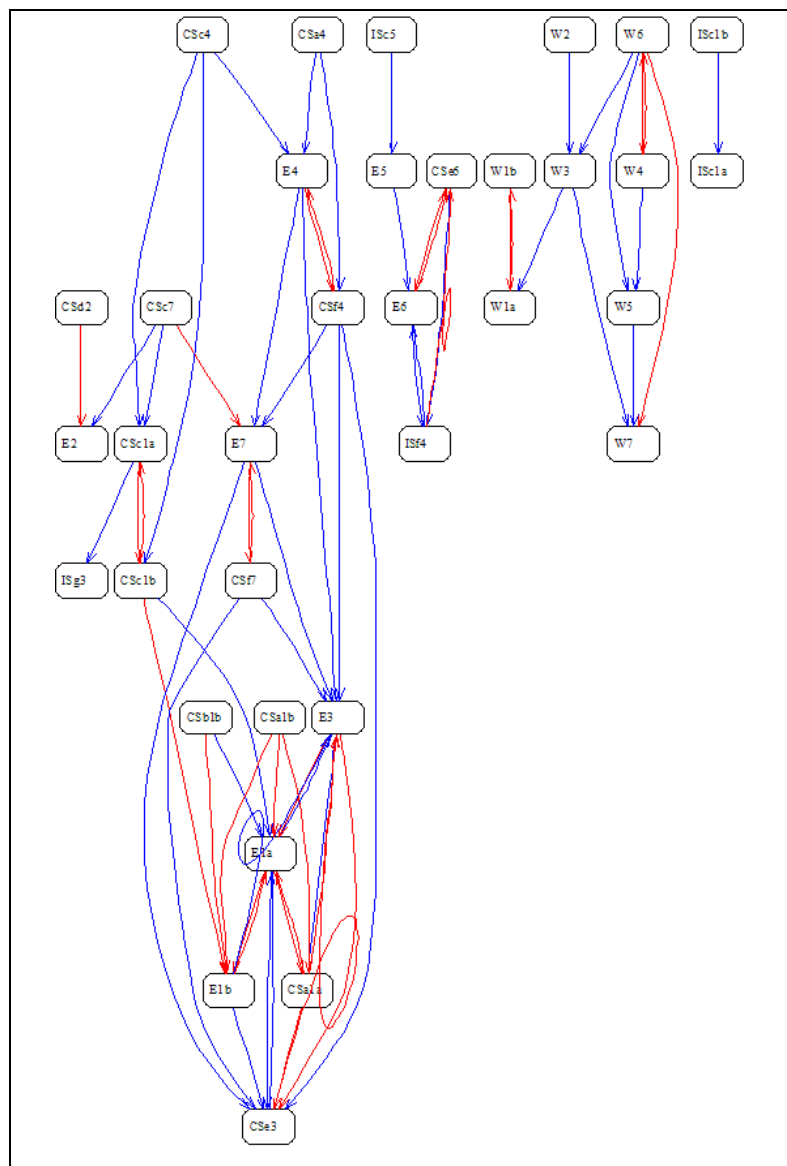 CSc4 CSa4 ISc5 W2 W6 ISc1b
E4 E5 CSe6 W1b W3 W4 ISc1a
CSd2 CSc7 CSf4 E6 W1a W5
E2 CSc1a E7 ISf4 W7
ISg3 CSc1b CSf7
CSb1b CSa1b E3
E1a
E1b CSa1a
CSe3